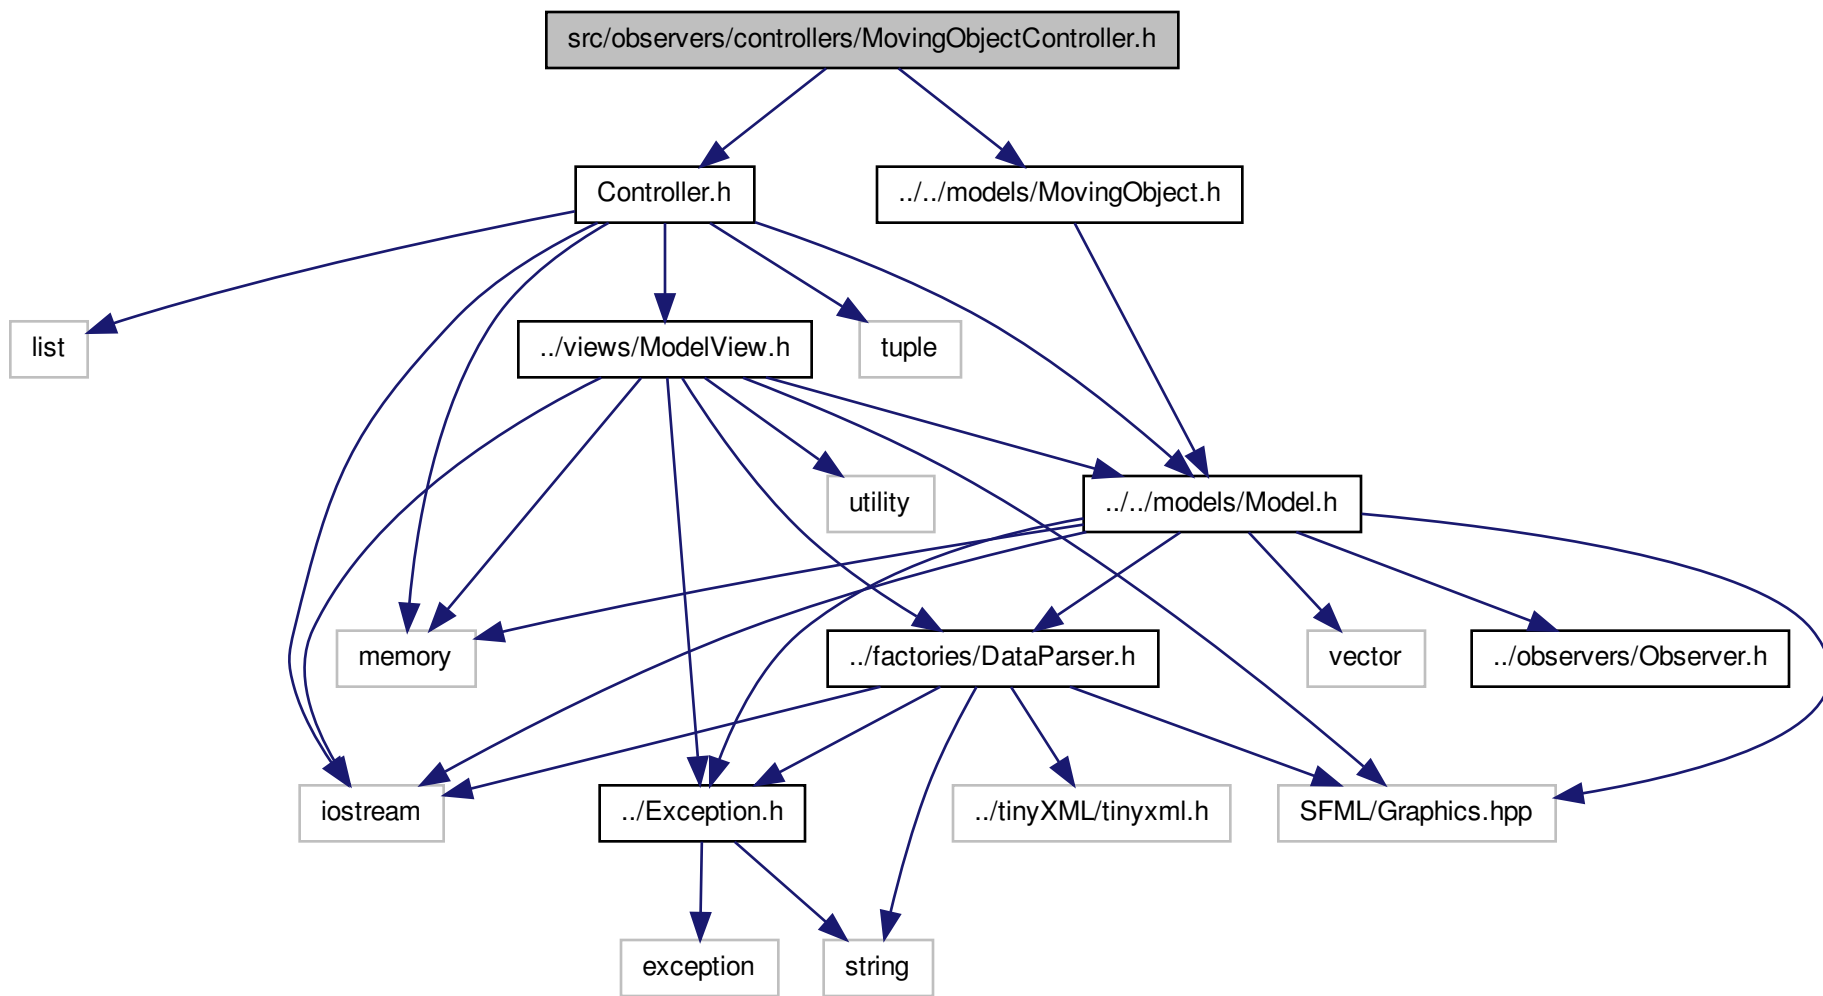 src/observers/controllers/MovingObjectController.h
Controller.h
../../models/MovingObject.h
list
../views/ModelView.h
tuple
utility
../../models/Model.h
memory
../factories/DataParser.h
vector
../observers/Observer.h
iostream
../Exception.h
../tinyXML/tinyxml.h
SFML/Graphics.hpp
exception
string